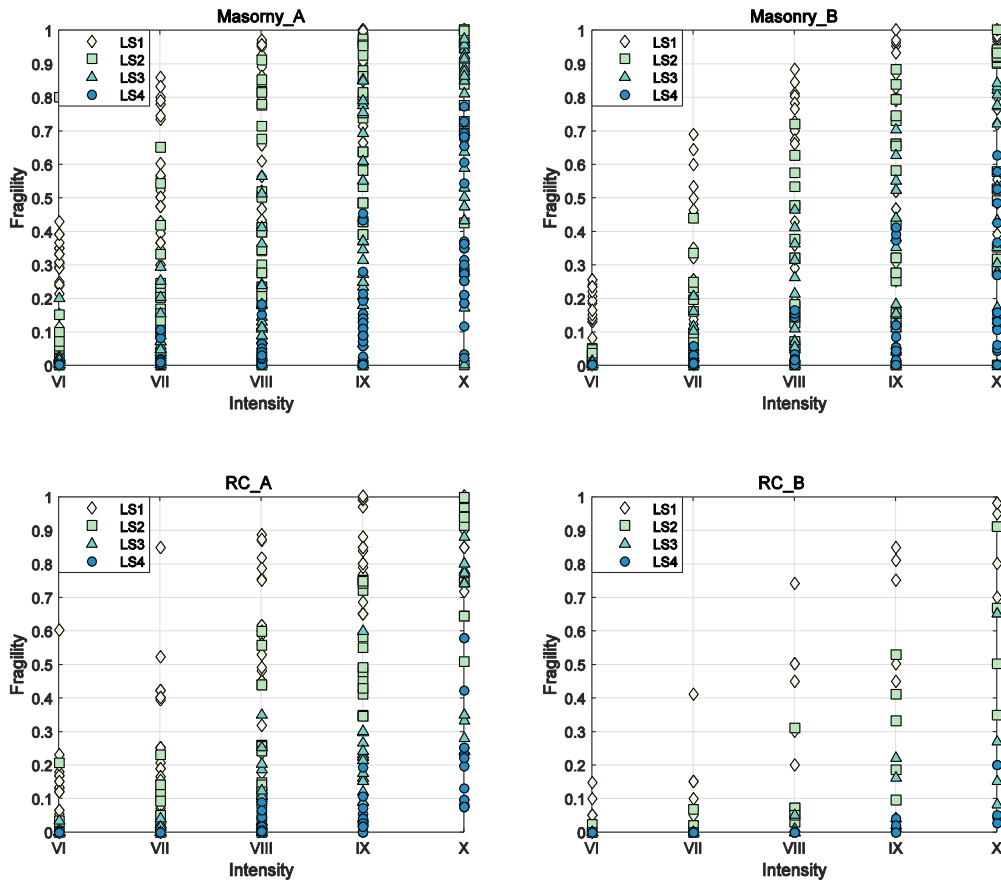 Masorny_A
LS1
LS2
LS3
LS4
1
0.9
0.8
0.7
0.6
0.5
0.4
0.3
0.2
0.1
0
Fragility
VI VII VIII IX X
Intensity
Masonry_B
LS1
LS2
LS3
LS4
1
0.9
0.8
0.7
0.6
0.5
0.4
0.3
0.2
0.1
0
Fragility
VI VII VIII IX X
Intensity
RC_A
LS1
LS2
LS3
LS4
1
0.9
0.8
0.7
0.6
0.5
0.4
0.3
0.2
0.1
0
Fragility
VI VII VIII IX X
Intensity
RC_B
LS1
LS2
LS3
LS4
1
0.9
0.8
0.7
0.6
0.5
0.4
0.3
0.2
0.1
0
Fragility
VI VII VIII IX X
Intensity